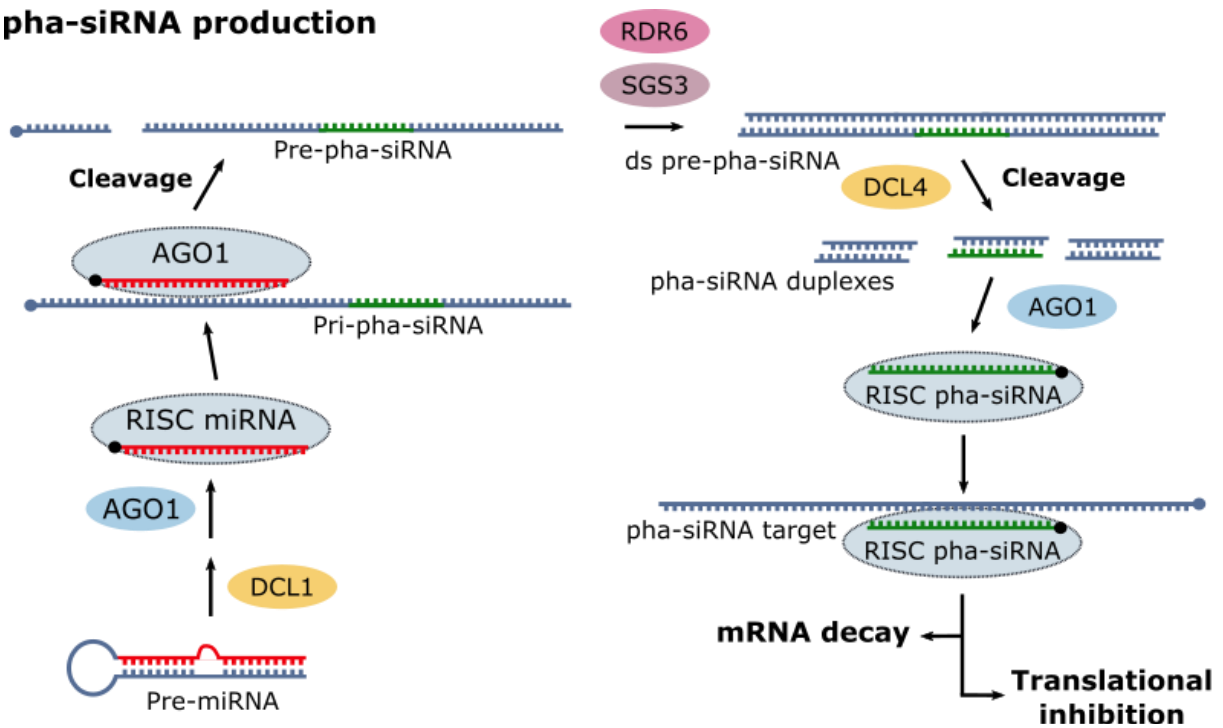 pha-siRNA production
Pre-pha-siRNA
Cleavage
AGO1
Pri-pha-siRNA
RISC miRNA
AGO1
DCL1
Pre-miRNA
RDR6
SGS3
ds pre-pha-siRNA
DCL4
Cleavage
pha-siRNA duplexes
AGO1
RISC pha-siRNA
pha-siRNA target
RISC pha-siRNA
mRNA decay
Translational
inhibition